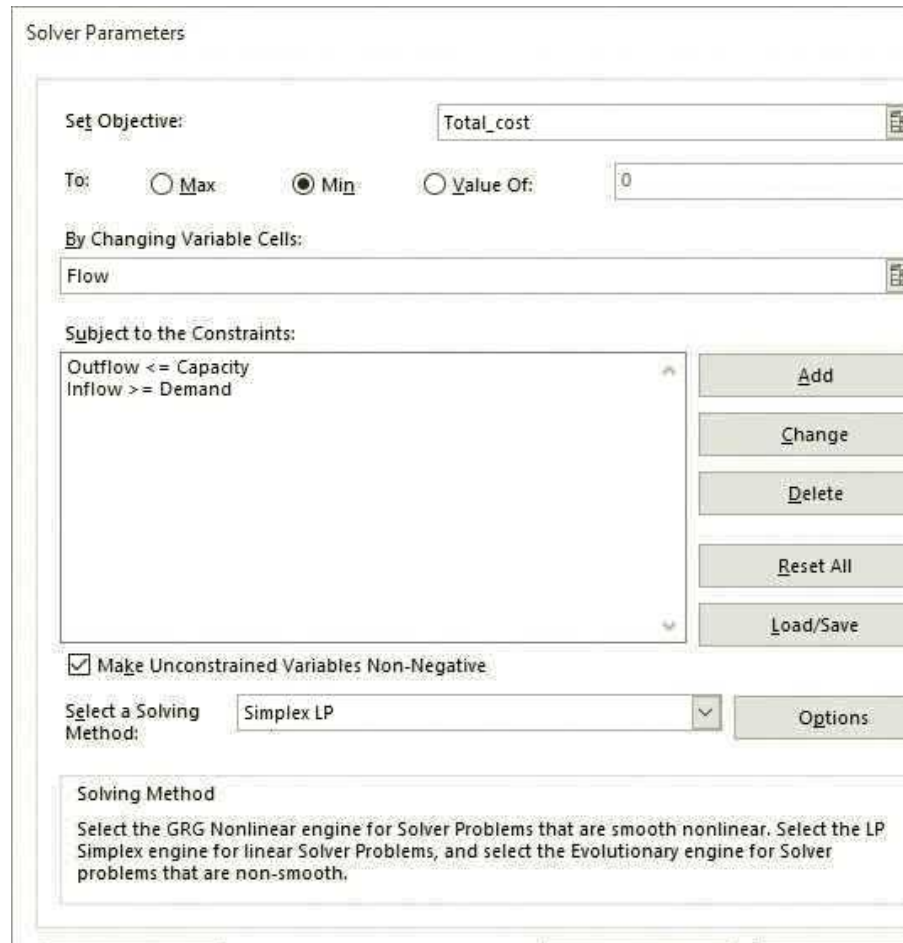 Solver Parameters
Set Objective:
Total_cost
To:
Max
Min
Value Of:
0
By Changing Variable Cells:
Flow
Subject to the Constraints:
Outflow <= Capacity
Inflow >= Demand
Add
Change
Delete
Reset All
Load/Save
Make Unconstrained Variables Non-Negative
Select a Solving
Method:
Simplex LP
Options
Solving Method
Select the GRG Nonlinear engine for Solver Problems that are smooth nonlinear. Select the LP
Simplex engine for linear Solver Problems, and select the Evolutionary engine for Solver
problems that are non-smooth.